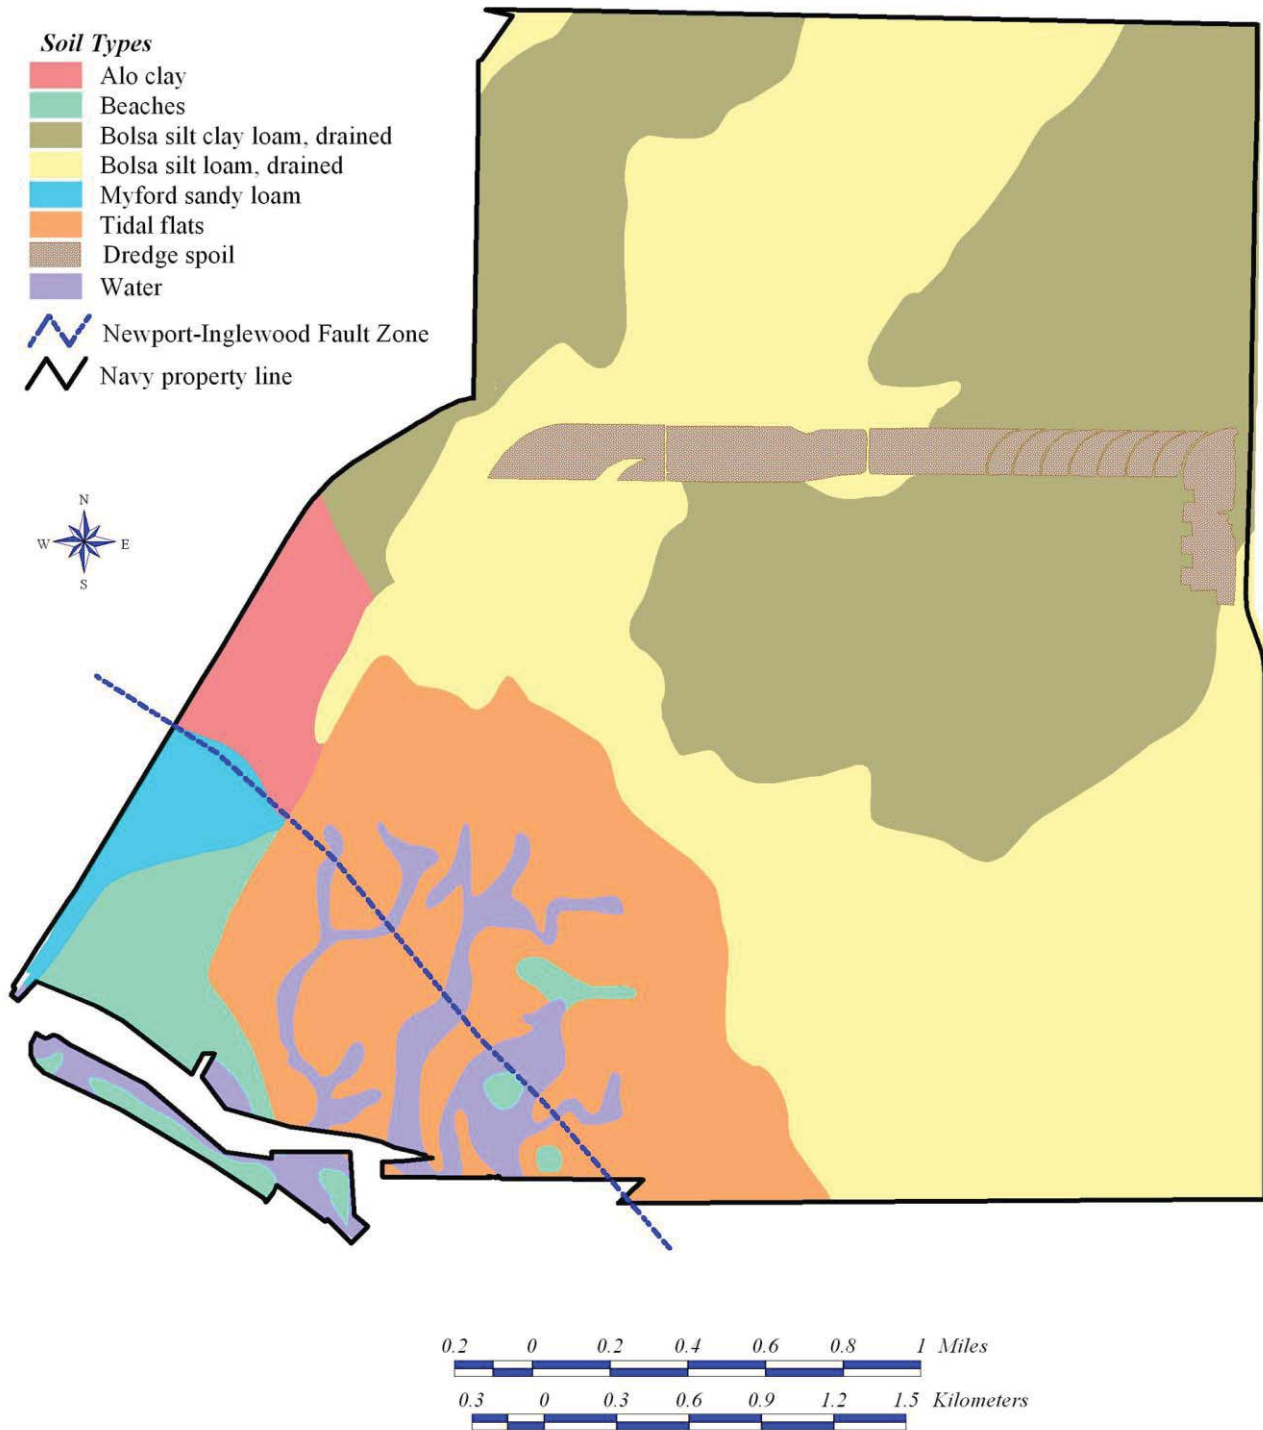 Soil Types
Alo clay
Beaches
Bolsa silt clay loam, drained
Bolsa silt loam, drained
Myford sandy loam
Tidal flats
Dredge spoil
Water
Newport-Inglewood Fault Zone
Navy property line
N
W E
S
0.2 0 0.2 0.4 0.6 0.8 1 Miles
0.3 0 0.3 0.6 0.9 1.2 1.5 Kilometers